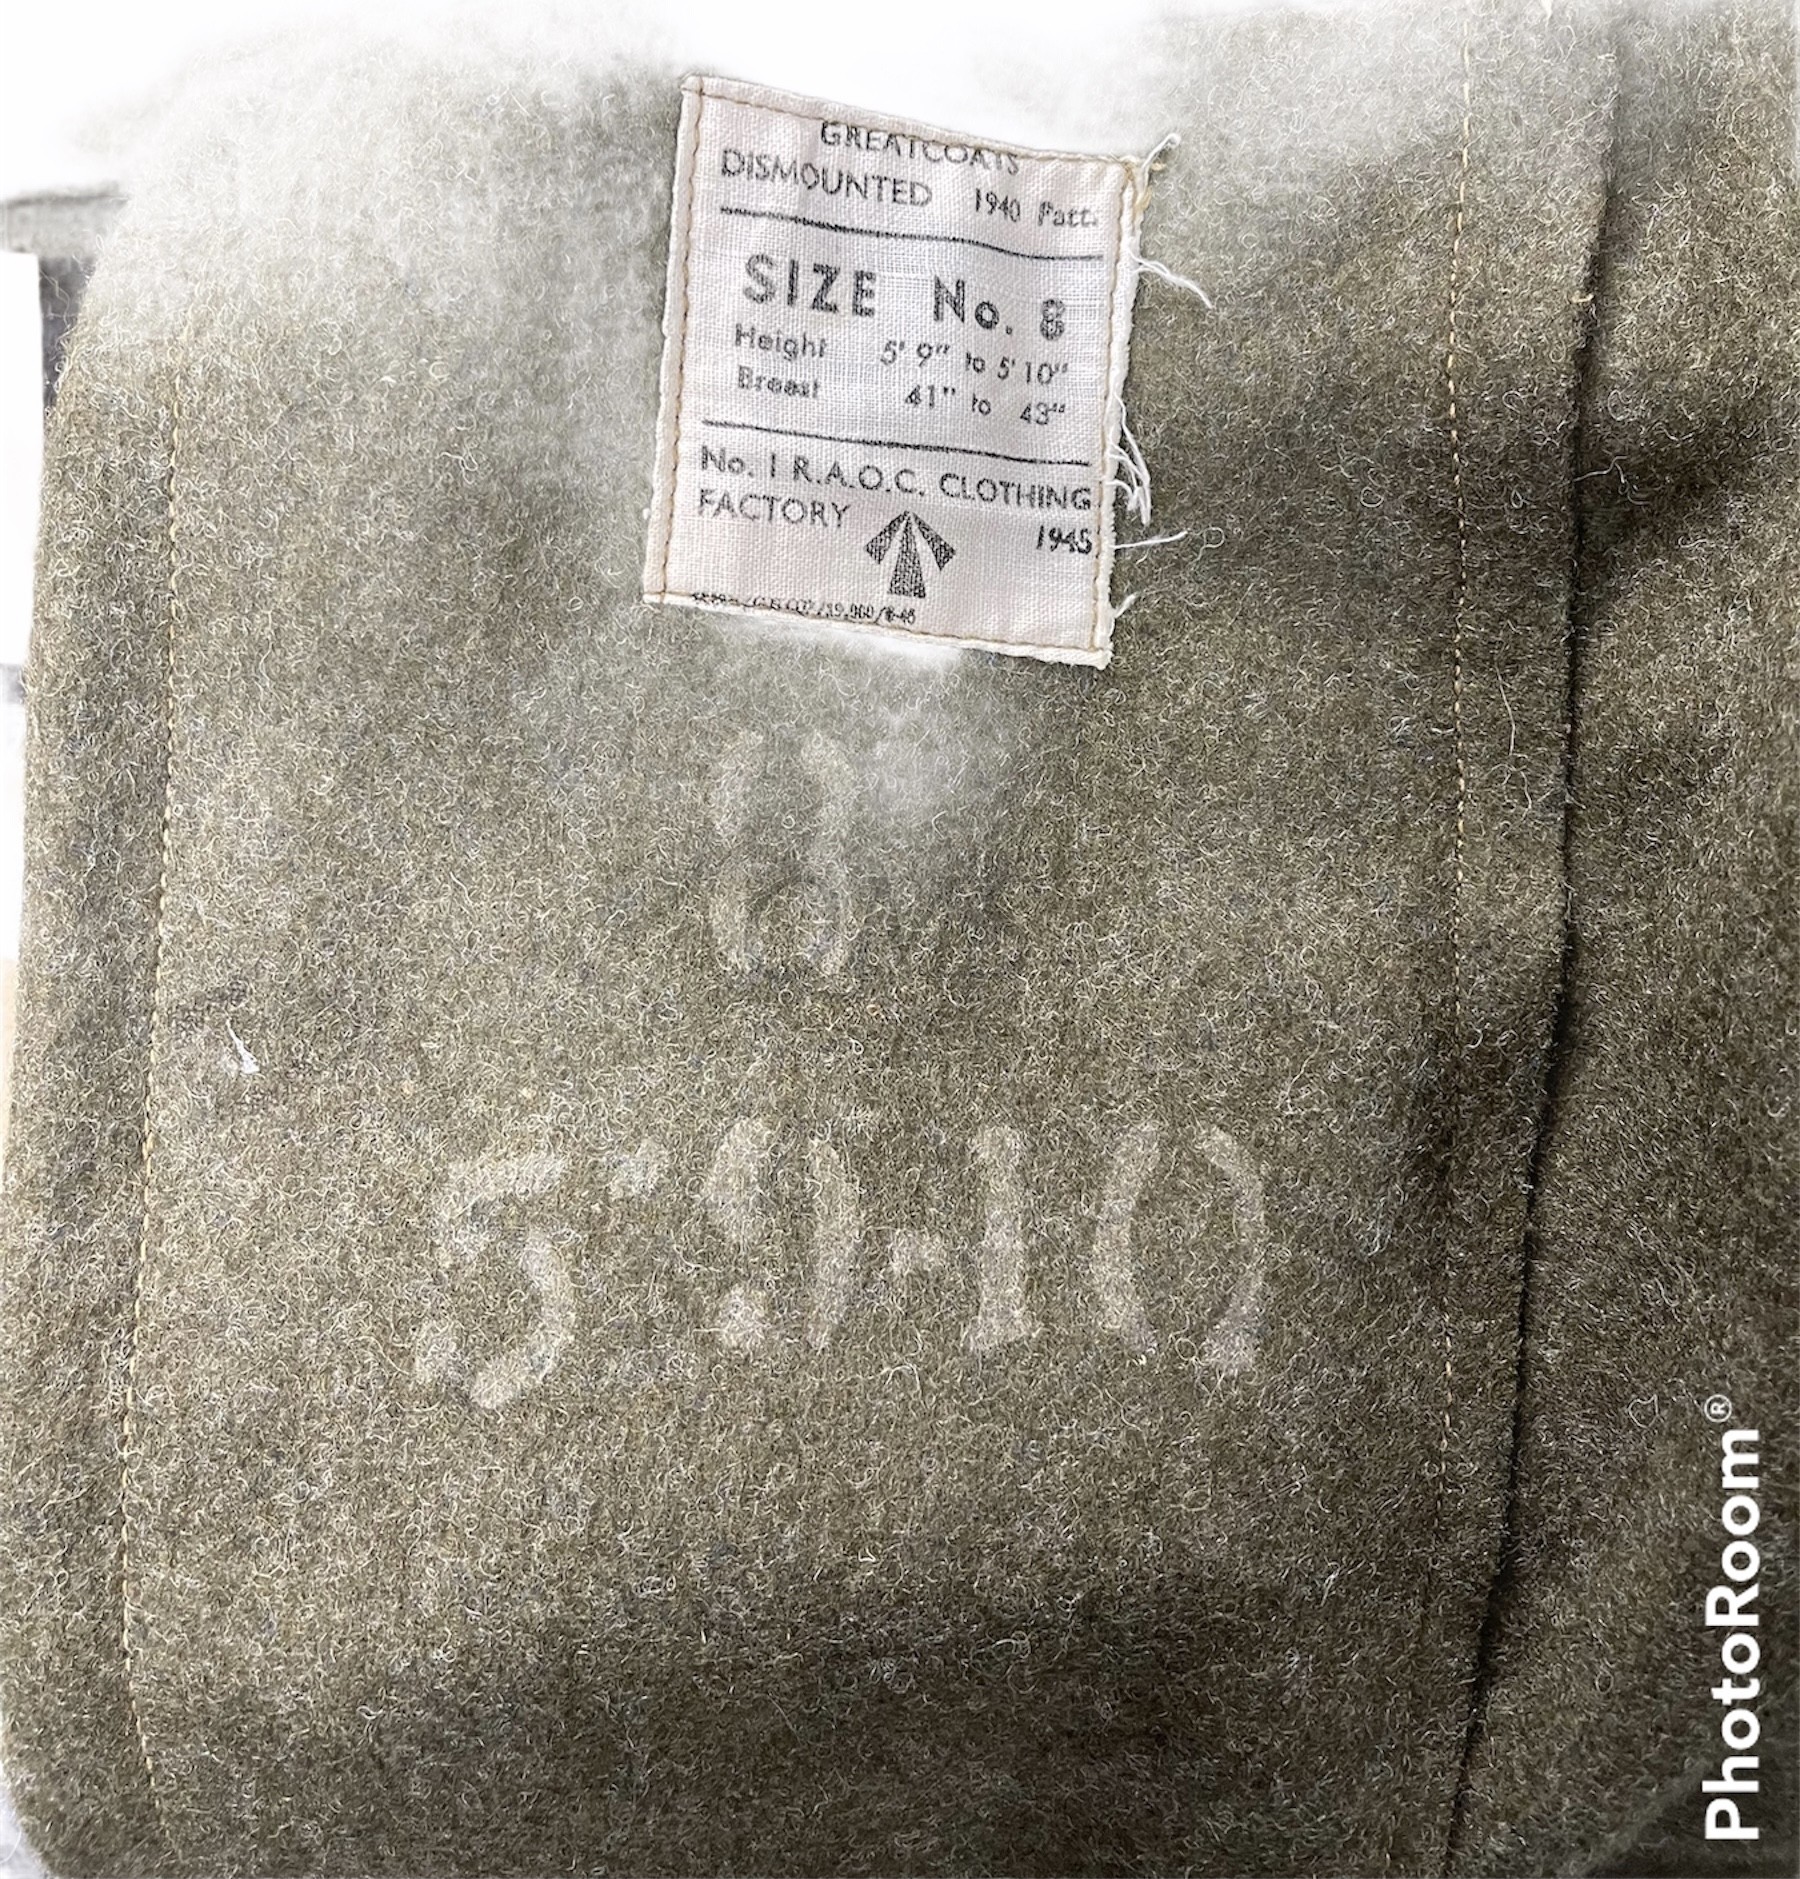 GREATCOATS
DISMOUNTED 1940 Patt.
SIZE No. 8
Height 5' 9" to 5' 10"
Breast 41" to 43"
No. 1 R.A.O.C. CLOTHING
FACTORY 1945
8
5'.9-10
PhotoRoom®